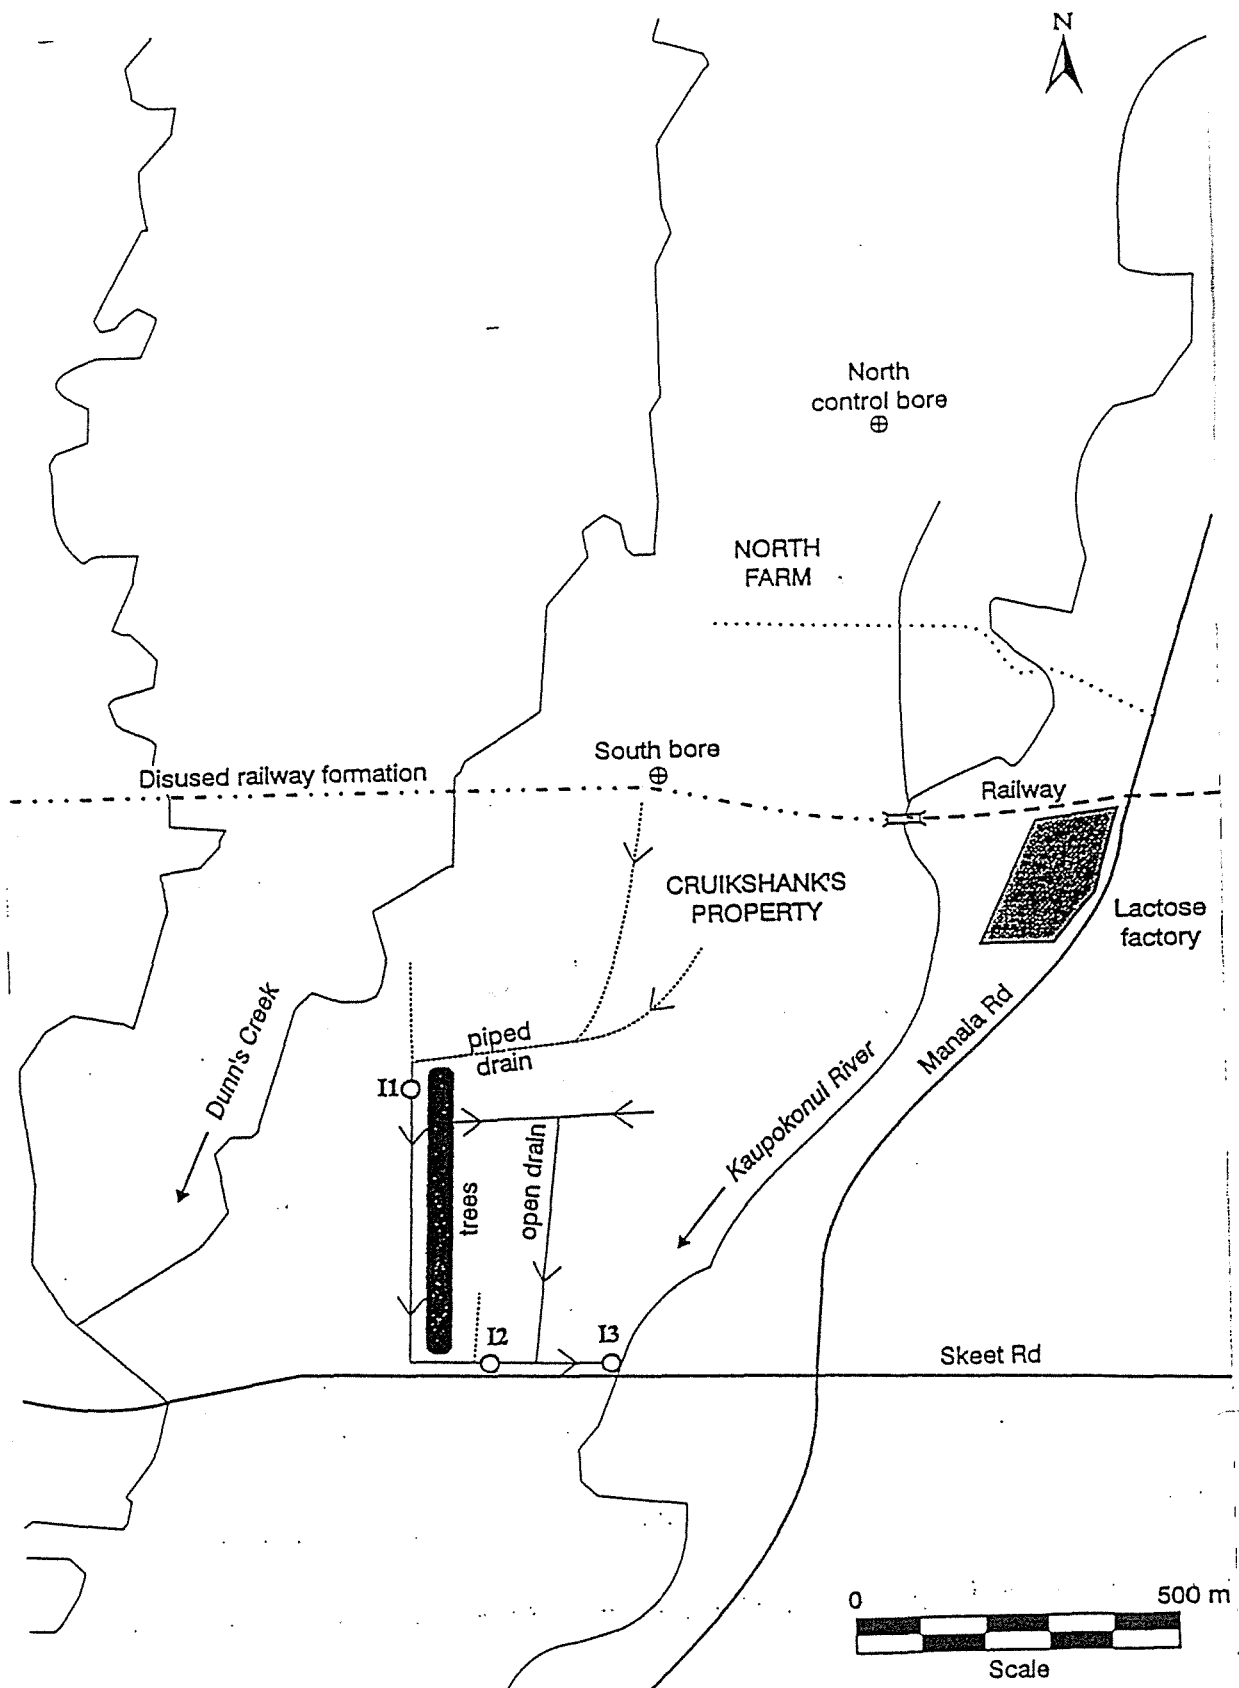 N
North
control bore
NORTH
FARM
South bore
Disused railway formation
Railway
CRUIKSHANK'S
PROPERTY
Lactose
factory
Dunn's Creek
piped
drain
Manala Rd
I1
Kaupokonui River
open drain
trees
I2
I3
Skeet Rd
0
500 m
Scale